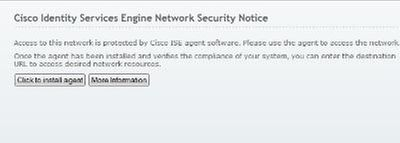 Cisco Identity Services Engine Network Security Notice
Access to this network is protected by Cisco ISE agent software. Please use the agent to access the network.
Once the agent has been installed and verifies the compliance of your system, you can enter the destination
URL to access desired network resources.
Click to install agent More Information